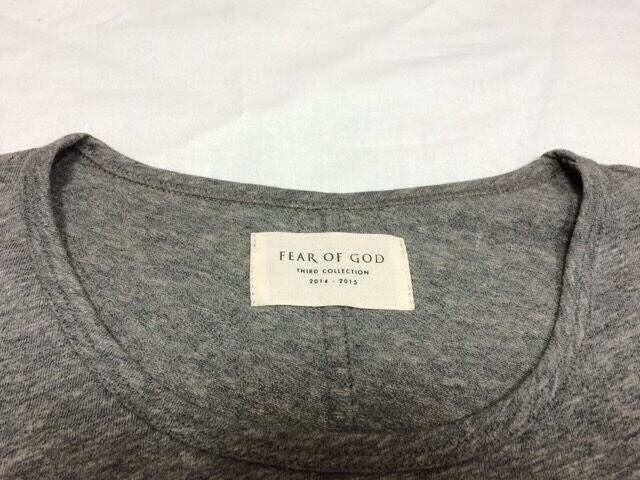 FEAR OF GOD
THIRD COLLECTION
2014 - 2015